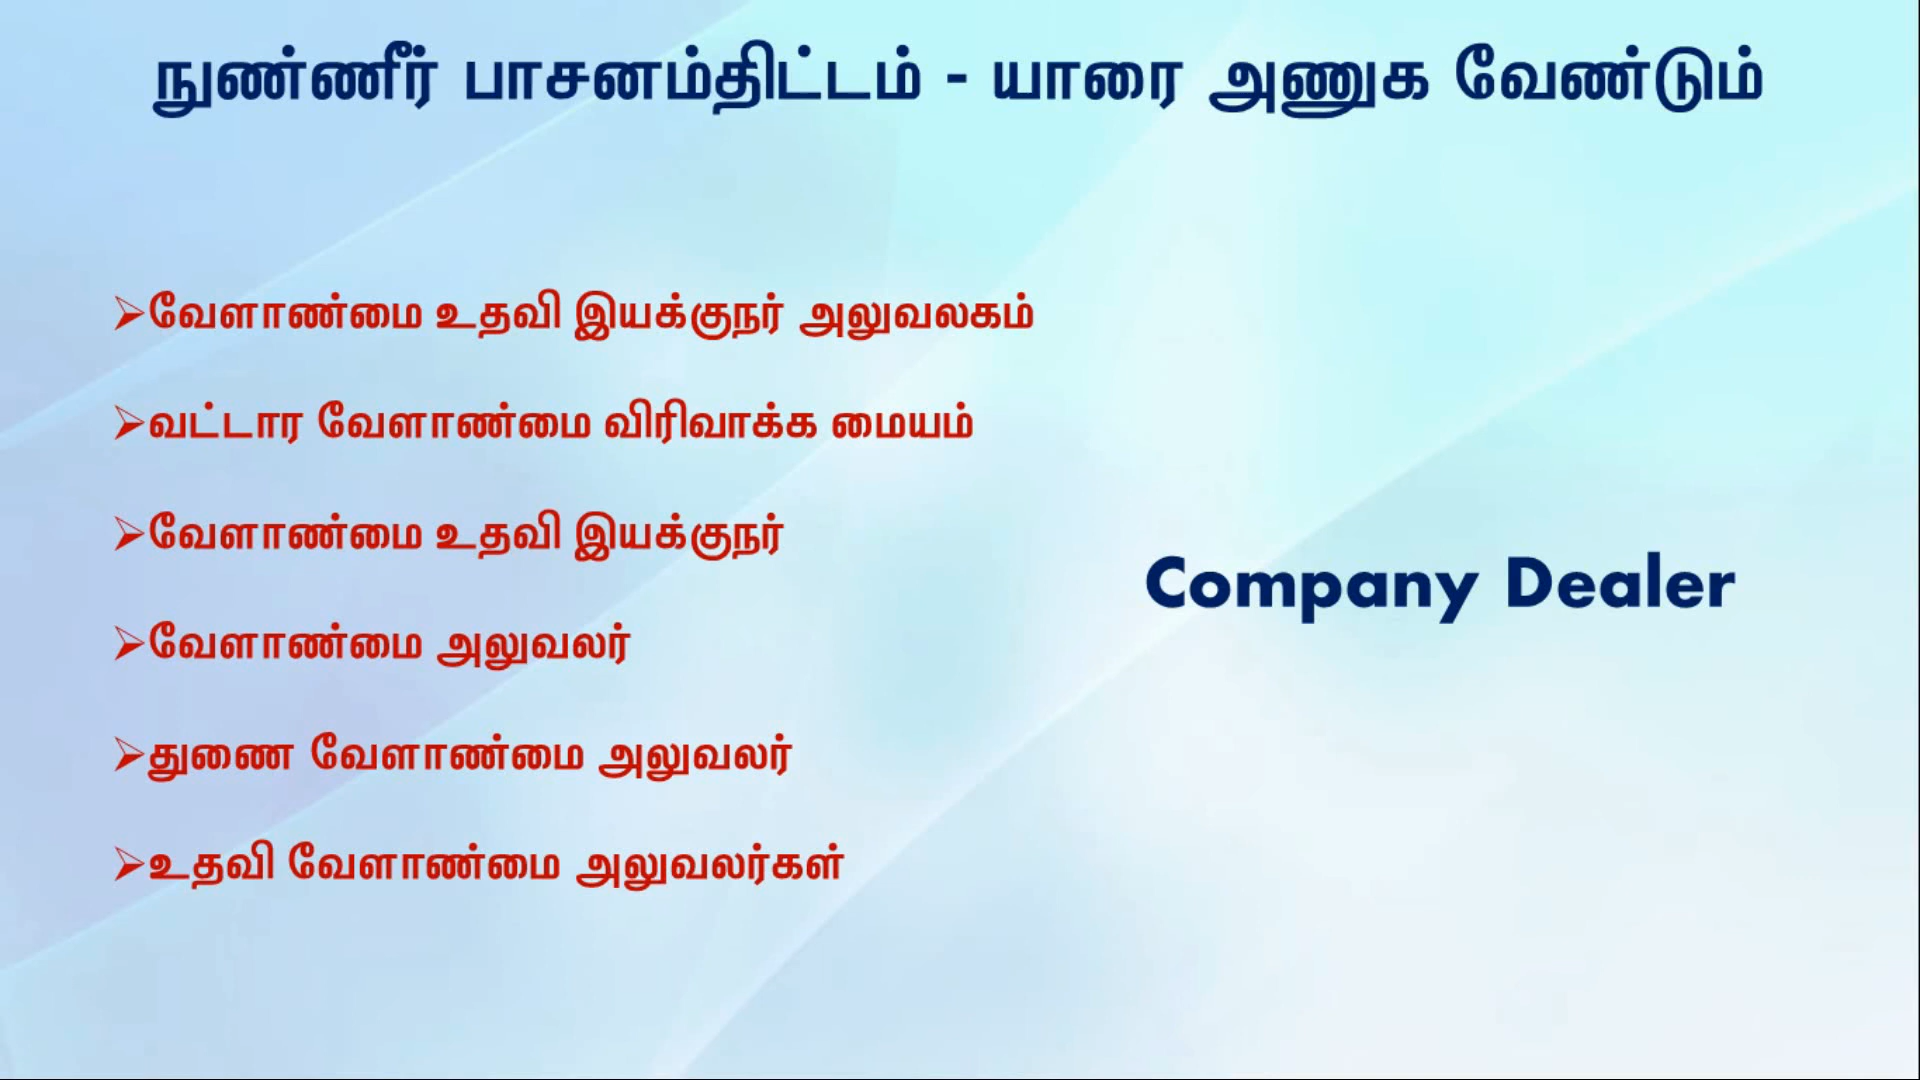 நுண்ணீர் பாசனம்திட்டம் - யாரை அணுக வேண்டும்
➢வேளாண்மை உதவி இயக்குநர் அலுவலகம்
➢வட்டார வேளாண்மை விரிவாக்க மையம்
➢வேளாண்மை உதவி இயக்குநர்
➢வேளாண்மை அலுவலர்
➢துணை வேளாண்மை அலுவலர்
➢உதவி வேளாண்மை அலுவலர்கள்
Company Dealer